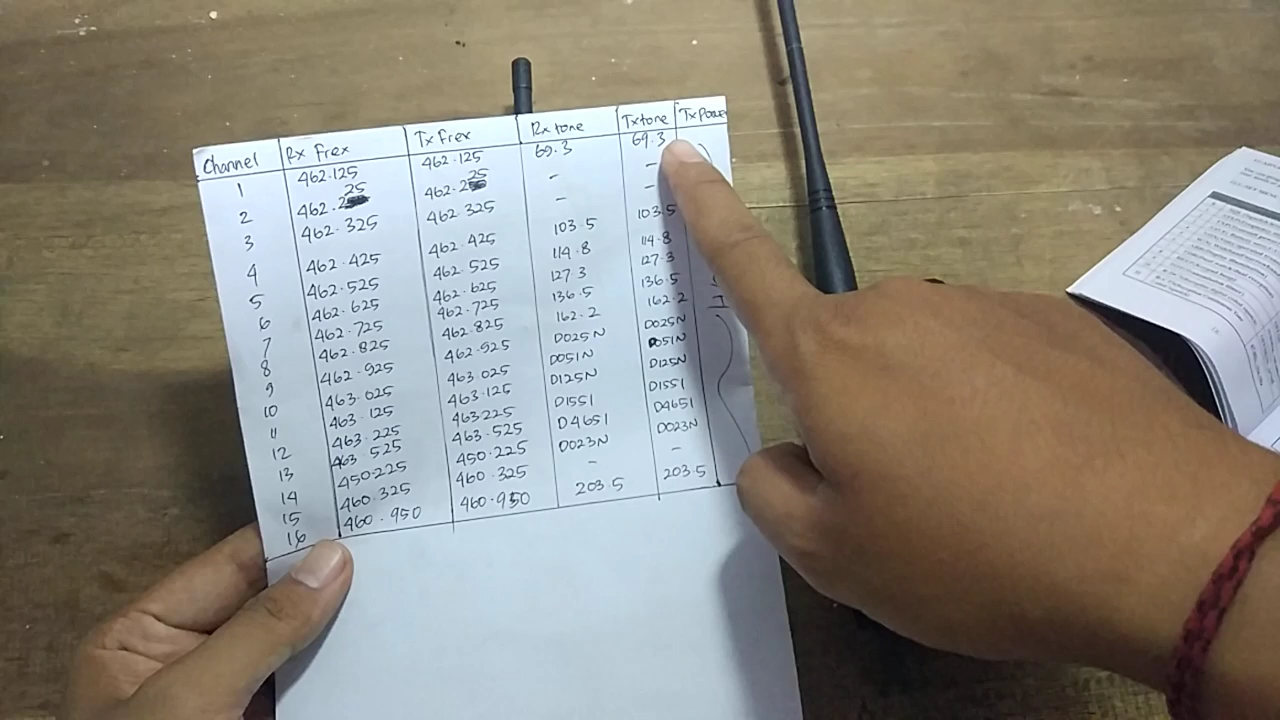 Channel Rx Frex Tx Frex Rx tone Tx tone Tx Power
1 462.125 462.125 69.3 69.3
2 462.225 462.225 - -
3 462.325 462.325 - -
4 462.425 462.425 103.5 103.5
5 462.525 462.525 114.8 114.8
6 462.625 462.625 127.3 127.3
7 462.725 462.725 136.5 136.5
8 462.825 462.825 162.2 162.2
9 462.925 462.925 D025N D025N
10 463.025 463.025 D051N D051N
11 463.125 463.125 D125N D125N
12 463.225 463225 D155I D155I
13 463 525 463.525 D465I D465I
14 450.225 450.225 D023N D023N
15 460.325 460.325 - -
16 460.950 460.950 203.5 203.5